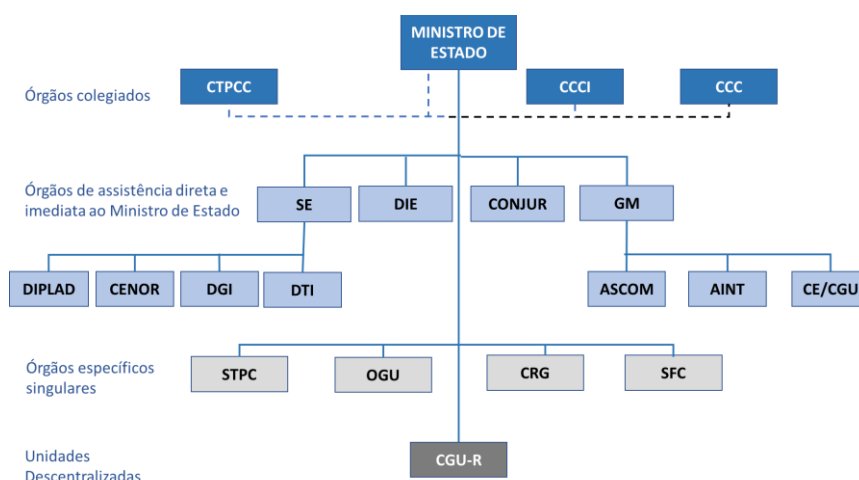 MINISTRO DE
ESTADO
Órgãos colegiados
CTPCC
CCCI
CCC
Órgãos de assistência direta e
imediata ao Ministro de Estado
SE
DIE
CONJUR
GM
DIPLAD
CENOR
DGI
DTI
ASCOM
AINT
CE/CGU
Órgãos específicos
singulares
STPC
OGU
CRG
SFC
Unidades
Descentralizadas
CGU-R